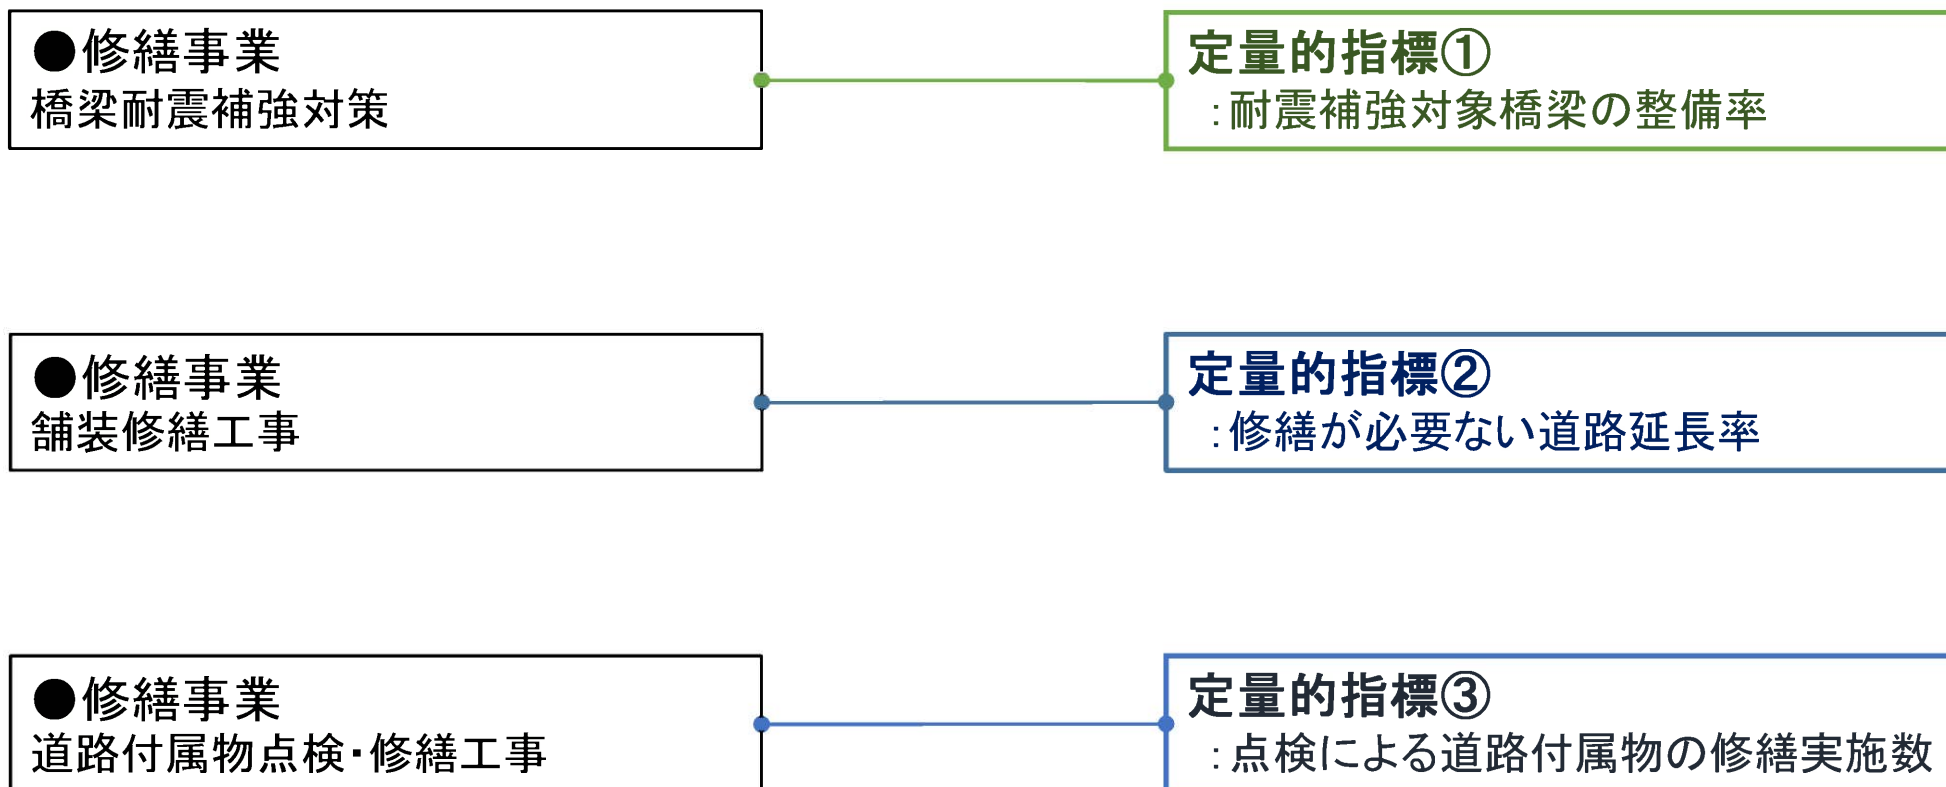 ●修繕事業
橋梁耐震補強対策
定量的指標①
：耐震補強対象橋梁の整備率
●修繕事業
舗装修繕工事
定量的指標②
：修繕が必要ない道路延長率
●修繕事業
道路付属物点検・修繕工事
定量的指標③
：点検による道路付属物の修繕実施数